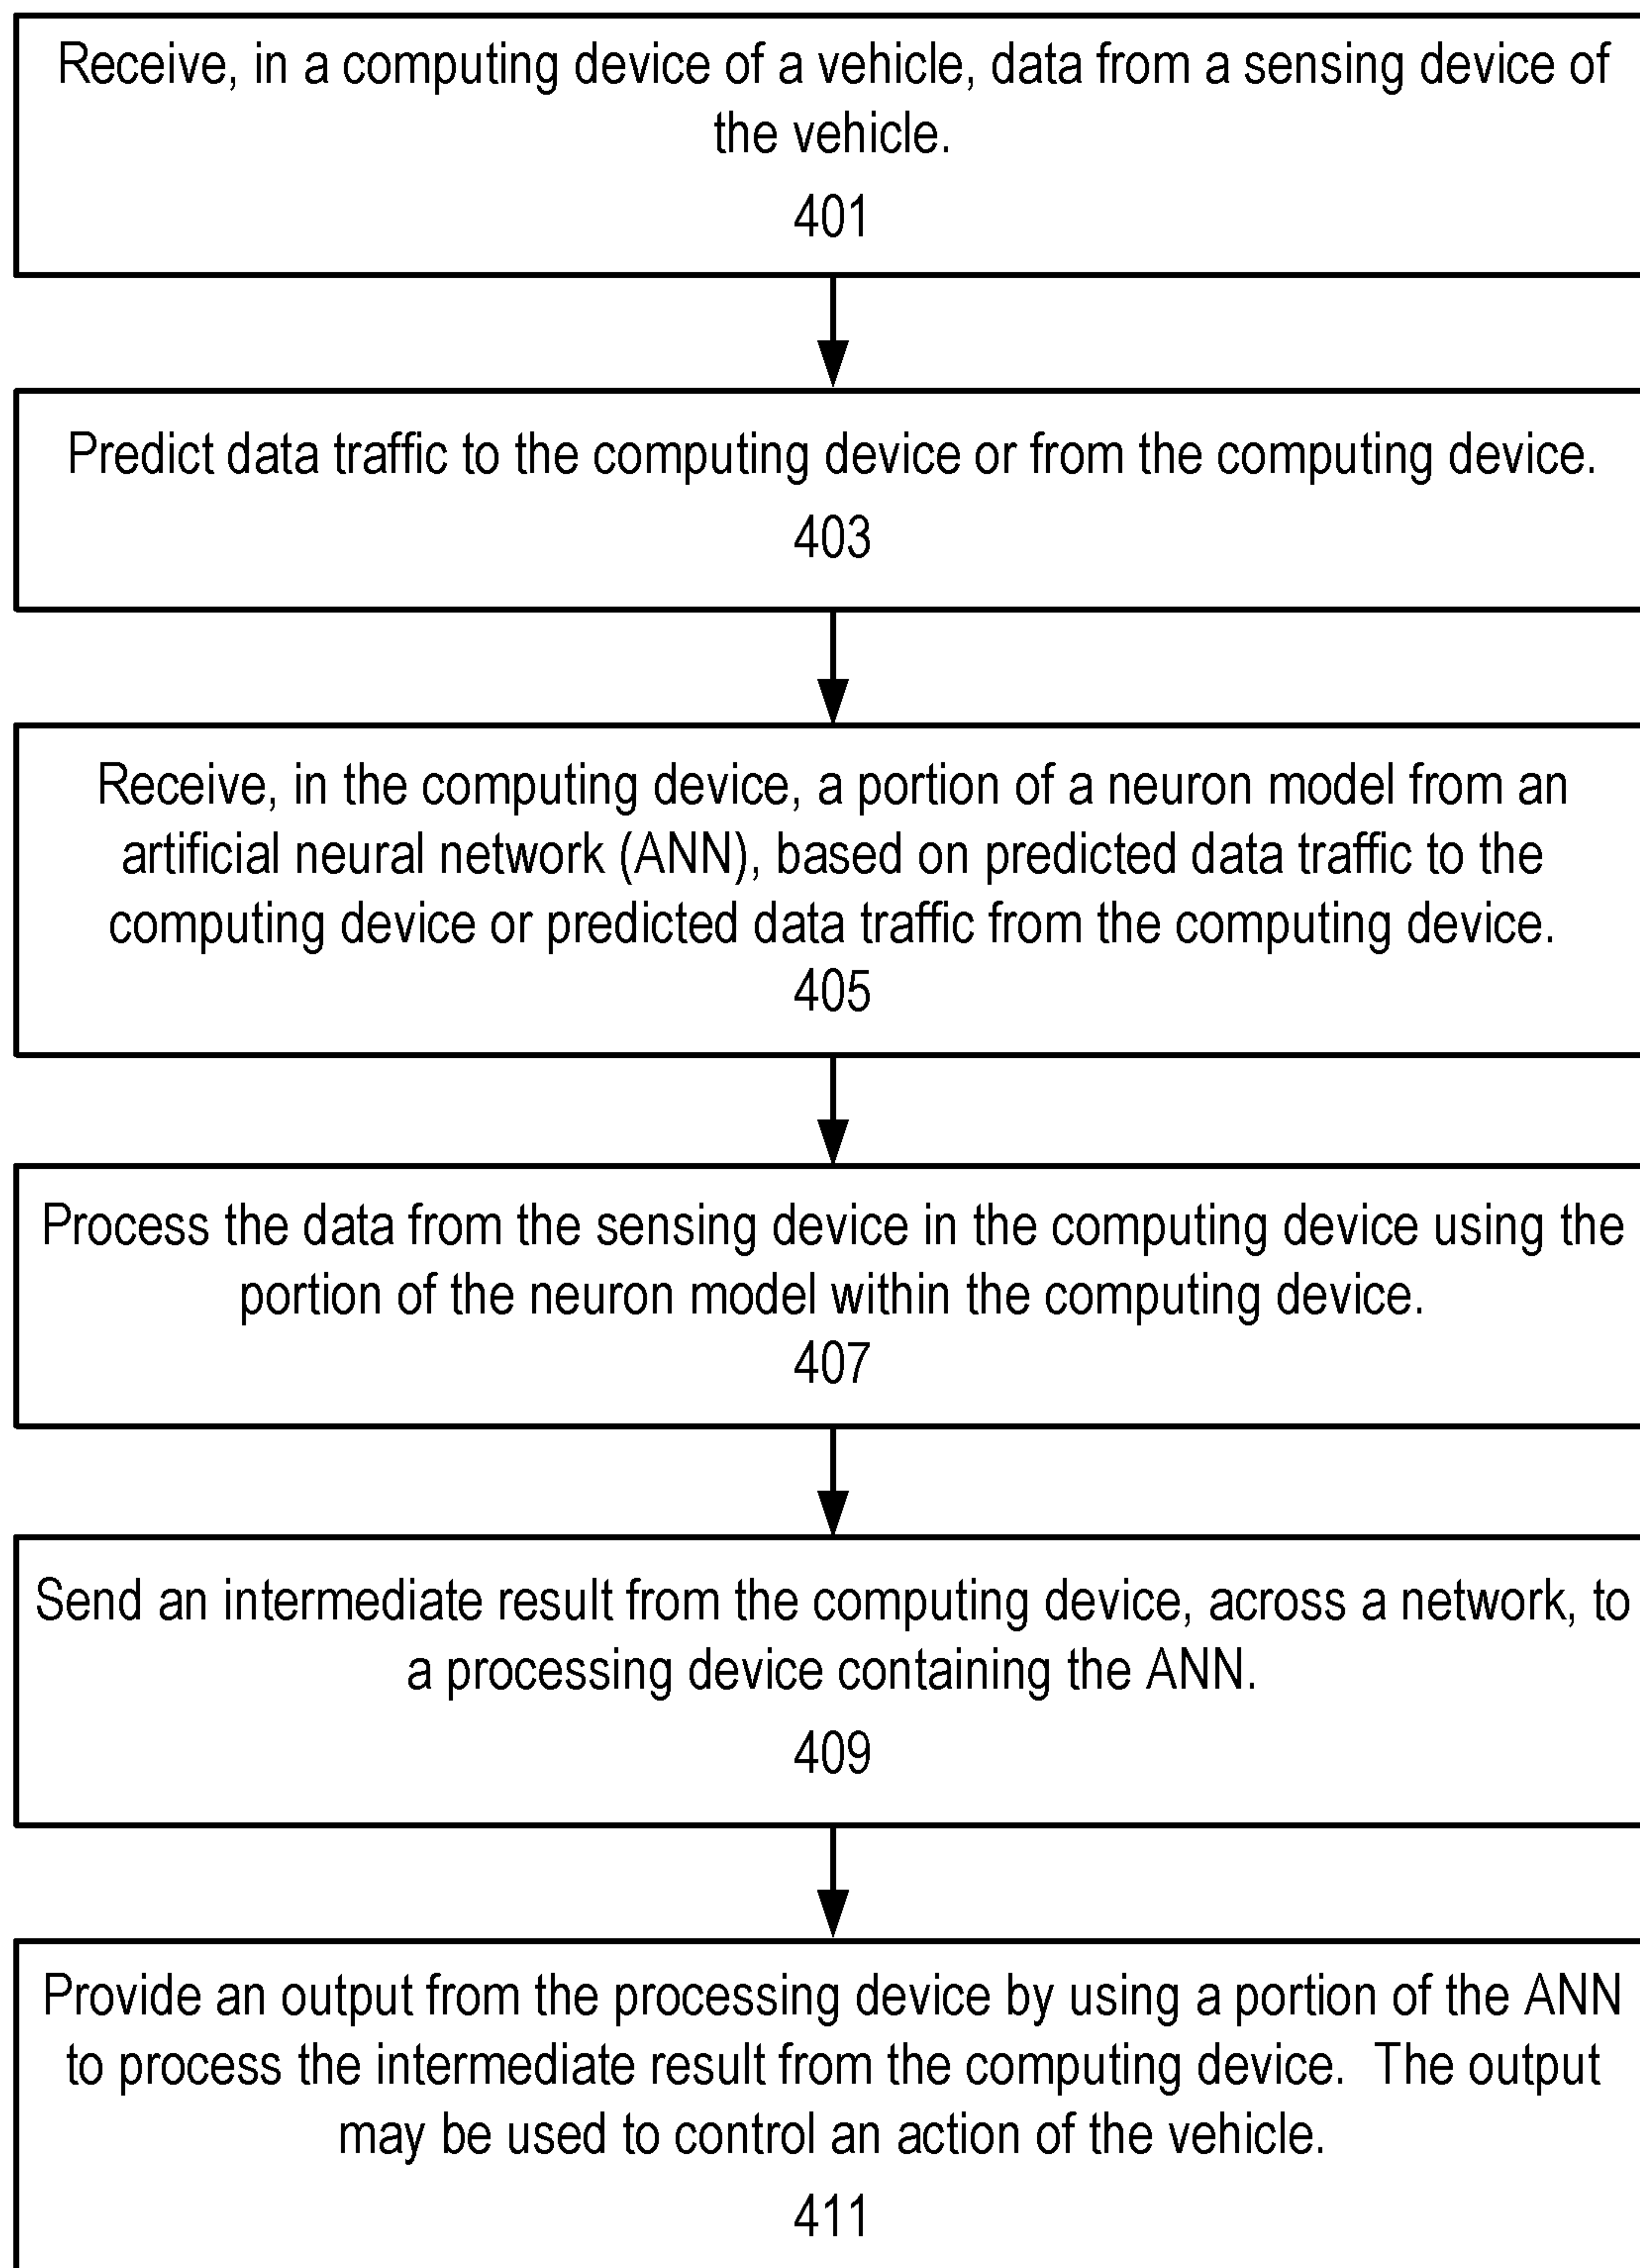 Receive, in a computing device of a vehicle, data from a sensing device of
the vehicle.
401
Predict data traffic to the computing device or from the computing device.
403
Receive, in the computing device, a portion of a neuron model from an
artificial neural network (ANN), based on predicted data traffic to the
computing device or predicted data traffic from the computing device.
405
Process the data from the sensing device in the computing device using the
portion of the neuron model within the computing device.
407
Send an intermediate result from the computing device, across a network, to
a processing device containing the ANN.
409
Provide an output from the processing device by using a portion of the ANN
to process the intermediate result from the computing device.  The output
may be used to control an action of the vehicle.
411